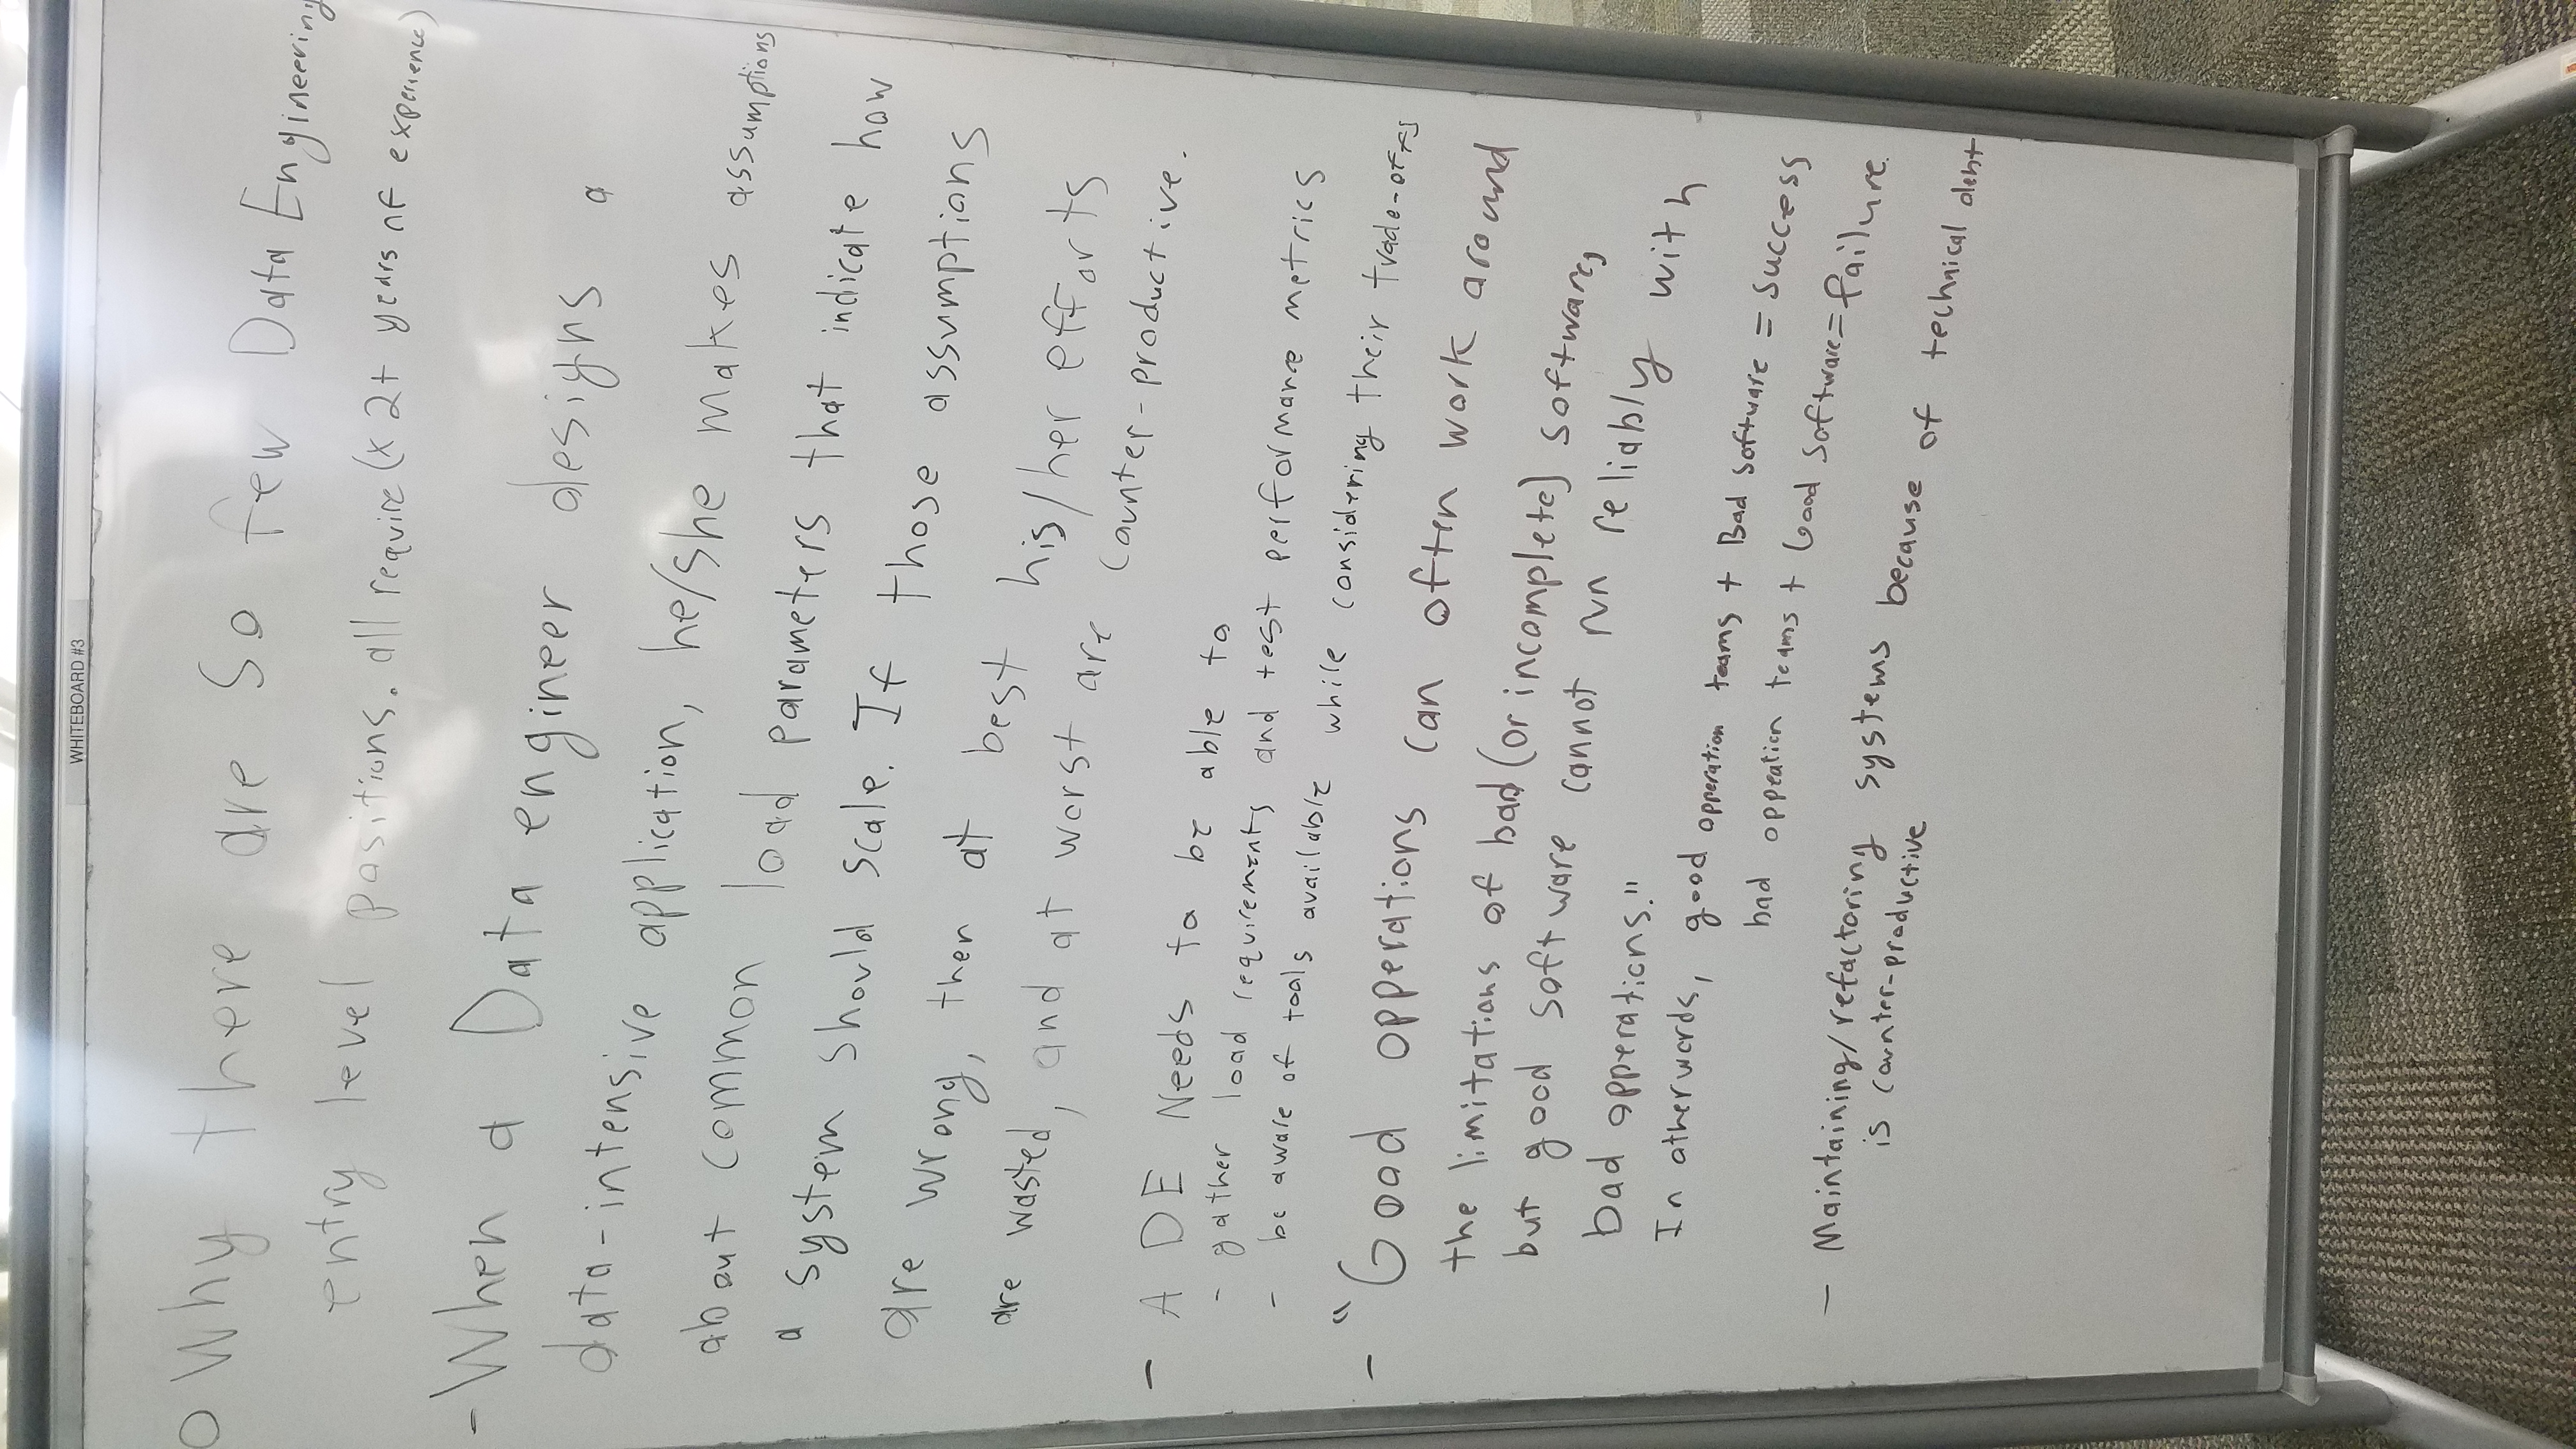 WHITEBOARD #3
o Why there are so few Data Engineering
entry level positions. all require (x 2+ years of experience)
- When a Data engineer designs a
data-intensive application, he/she makes assumptions
about common load parameters that indicate how
a system should scale. If those assumptions
are wrong, then at best his/her efforts
are wasted, and at worst are counter-productive.
- A DE Needs to be able to
- gather load requirements and test performance metrics
- be aware of tools available while considering their trade-offs
- "Good opperations can often work around
the limitations of bad (or incomplete) software,
but good software cannot run reliably with
bad opperations."
In otherwords, good opperation teams + Bad software = success
bad oppeation teams + Good software = failure.
- Maintaining/refactoring systems because of technical debt
is counter-productive